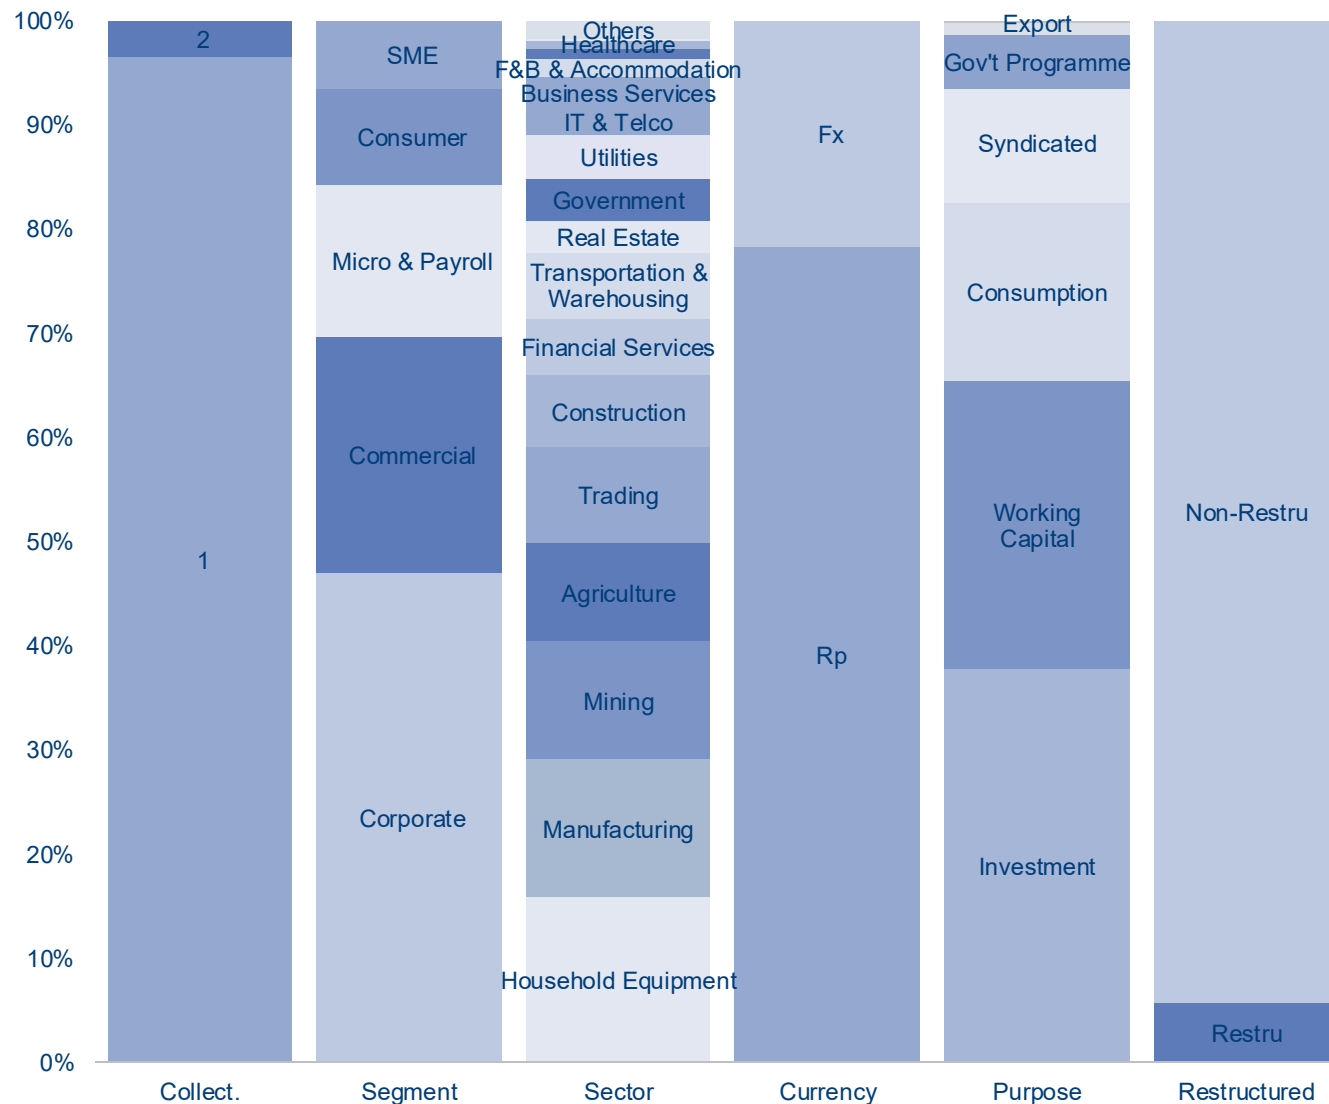 100%
90%
80%
70%
60%
50%
40%
30%
20%
10%
0%
2
1
SME
Consumer
Micro & Payroll
Commercial
Corporate
Others
Healthcare
F&B & Accommodation
Business Services
IT & Telco
Utilities
Government
Real Estate
Transportation &
Warehousing
Financial Services
Construction
Trading
Agriculture
Mining
Manufacturing
Household Equipment
Fx
Rp
Export
Gov't Programme
Syndicated
Consumption
Working
Capital
Investment
Non-Restru
Restru
Collect.
Segment
Sector
Currency
Purpose
Restructured